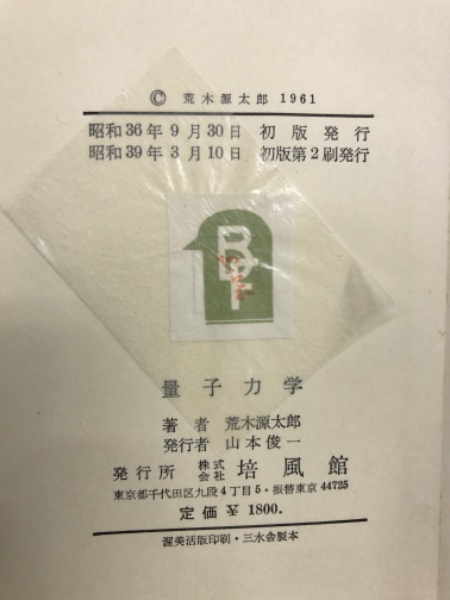 © 荒木源太郎 1961
昭和36年 9月30日 初版発行
昭和39年 3月10日 初版第2刷発行
量子力学
著者 荒木源太郎
発行者 山本俊一
発行所 株式会社 培風館
東京都千代田区九段4丁目5・振替東京44725
定価 ¥ 1800.
渥美活版印刷・三水舎製本